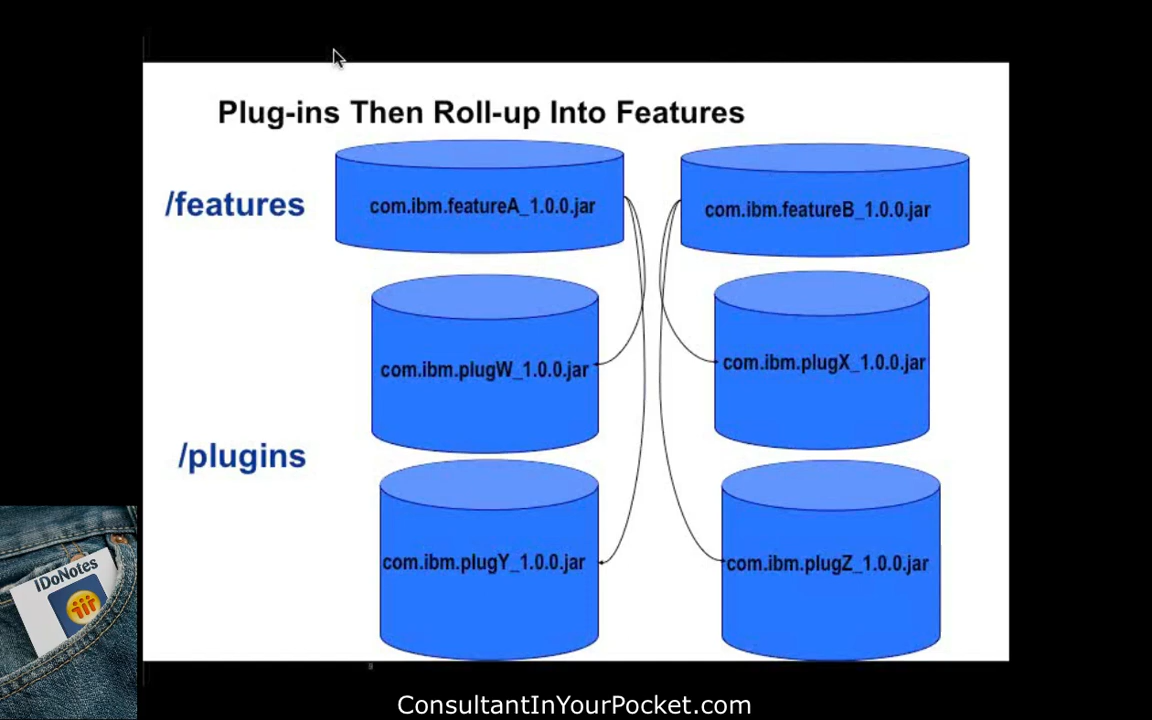 Plug-ins Then Roll-up Into Features
/features
com.ibm.featureA_1.0.0.jar
com.ibm.featureB_1.0.0.jar
com.ibm.plugW_1.0.0.jar
com.ibm.plugX_1.0.0.jar
/plugins
com.ibm.plugY_1.0.0.jar
com.ibm.plugZ_1.0.0.jar
IDoNotes
ConsultantInYourPocket.com